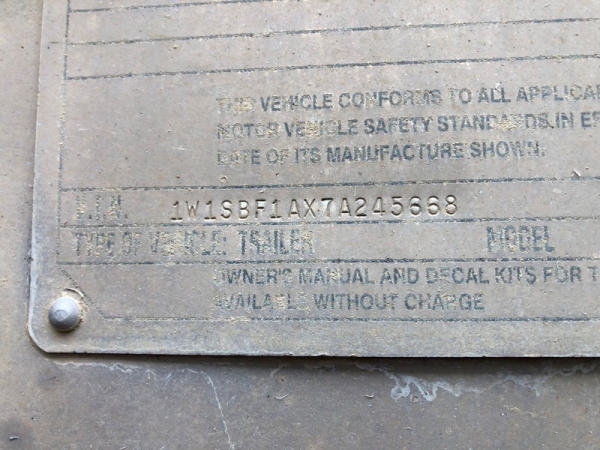 THIS VEHICLE CONFORMS TO ALL APPLICA
MOTOR VEHICLE SAFETY STANDARDS IN EF
DATE OF ITS MANUFACTURE SHOWN.
V.I.N. 1W1SBF1AX7A245668
TYPE OF VEHICLE: TRAILER MODEL
OWNER'S MANUAL AND DECAL KITS FOR T
AVAILABLE WITHOUT CHARGE